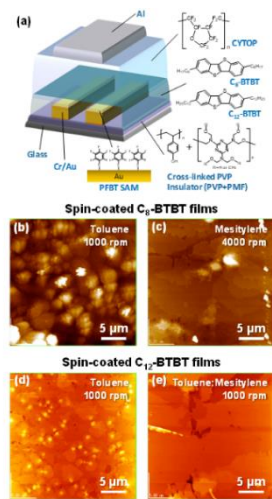 (a)
Al
CYTOP
C8-BTBT
C12-BTBT
Glass
Cr/Au
Au
PFBT SAM
Cross-linked PVP
Insulator (PVP+PMF)
Spin-coated C8-BTBT films
(b)
Toluene
1000 rpm
5 μm
(c)
Mesitylene
4000 rpm
5 μm
Spin-coated C12-BTBT films
(d)
Toluene
1000 rpm
5 μm
(e)
Toluene:Mesitylene
1000 rpm
5 μm